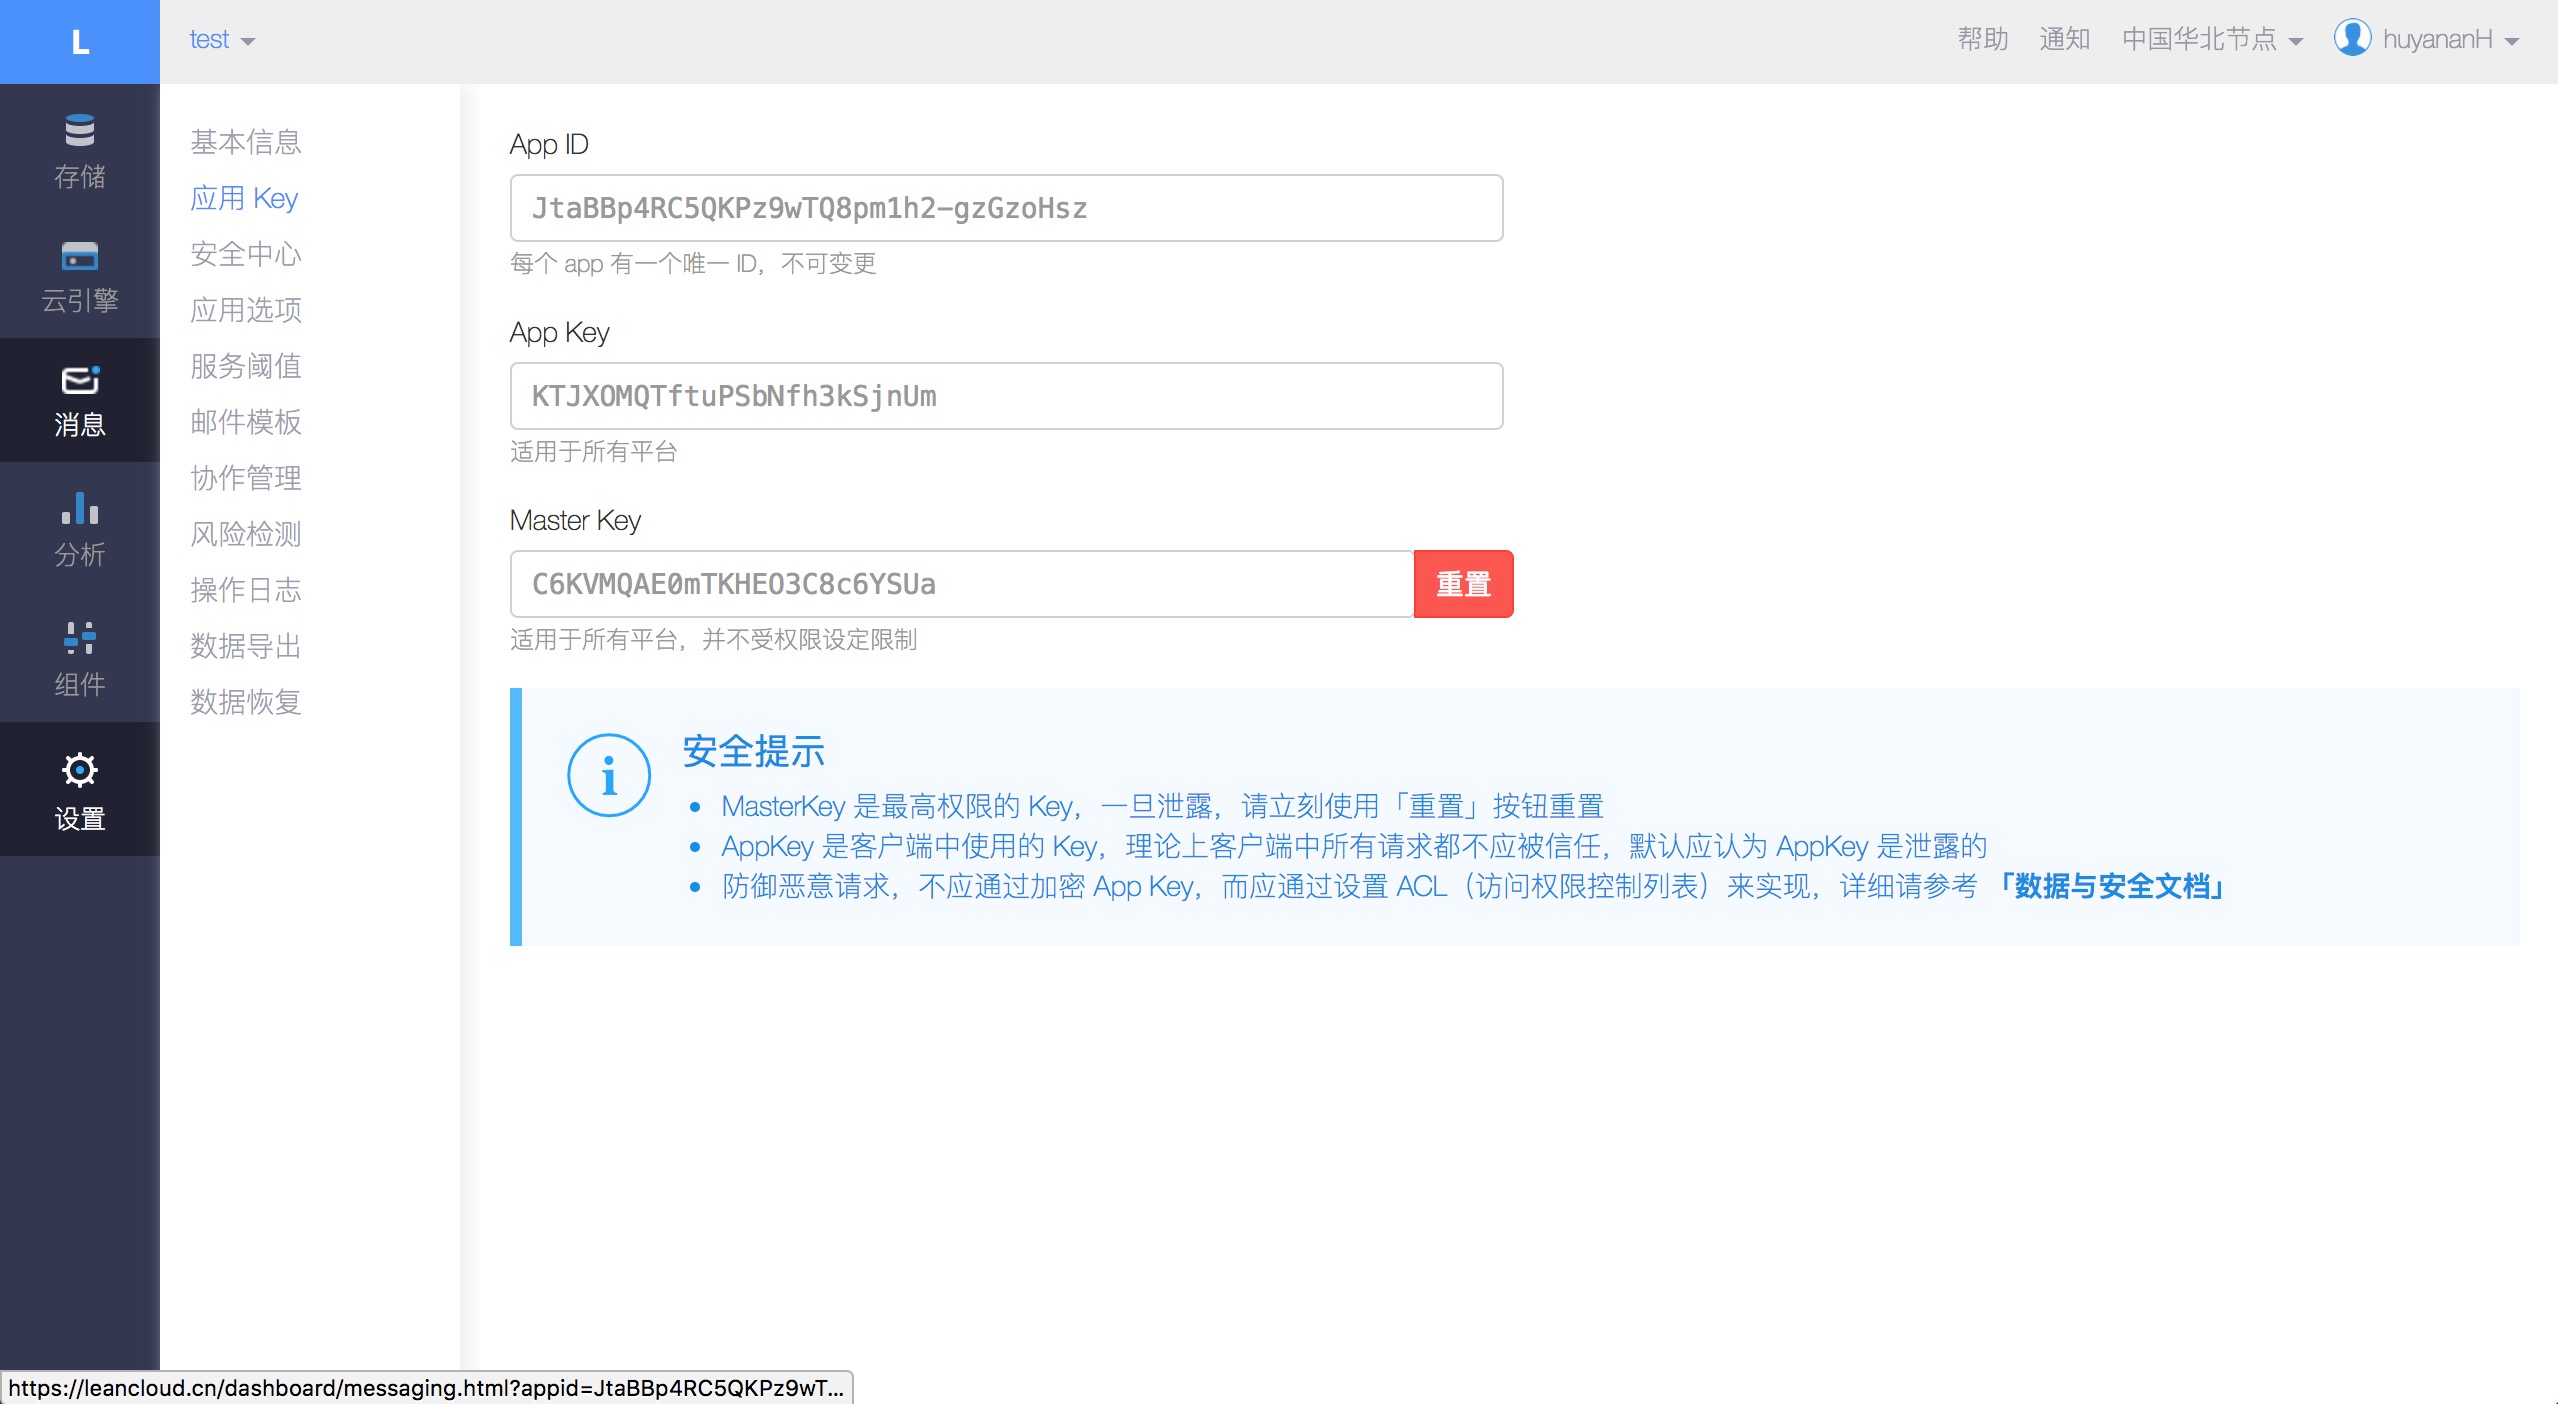 L
test
帮助
通知
中国华北节点
huyananH
存储
云引擎
消息
分析
组件
设置
基本信息
应用 Key
安全中心
应用选项
服务阈值
邮件模板
协作管理
风险检测
操作日志
数据导出
数据恢复
App ID
JtaBBp4RC5QKPz9wTQ8pm1h2-gzGzoHsz
每个 app 有一个唯一 ID，不可变更
App Key
KTJXOMQTftuPSbNfh3kSjnUm
适用于所有平台
Master Key
C6KVMQAE0mTKHEO3C8c6YSUa
重置
适用于所有平台，并不受权限设定限制
安全提示
MasterKey 是最高权限的 Key，一旦泄露，请立刻使用「重置」按钮重置
AppKey 是客户端中使用的 Key，理论上客户端中所有请求都不应被信任，默认应认为 AppKey 是泄露的
防御恶意请求，不应通过加密 App Key，而应通过设置 ACL（访问权限控制列表）来实现，详细请参考 「数据与安全文档」
https://leancloud.cn/dashboard/messaging.html?appid=JtaBBp4RC5QKPz9wT...